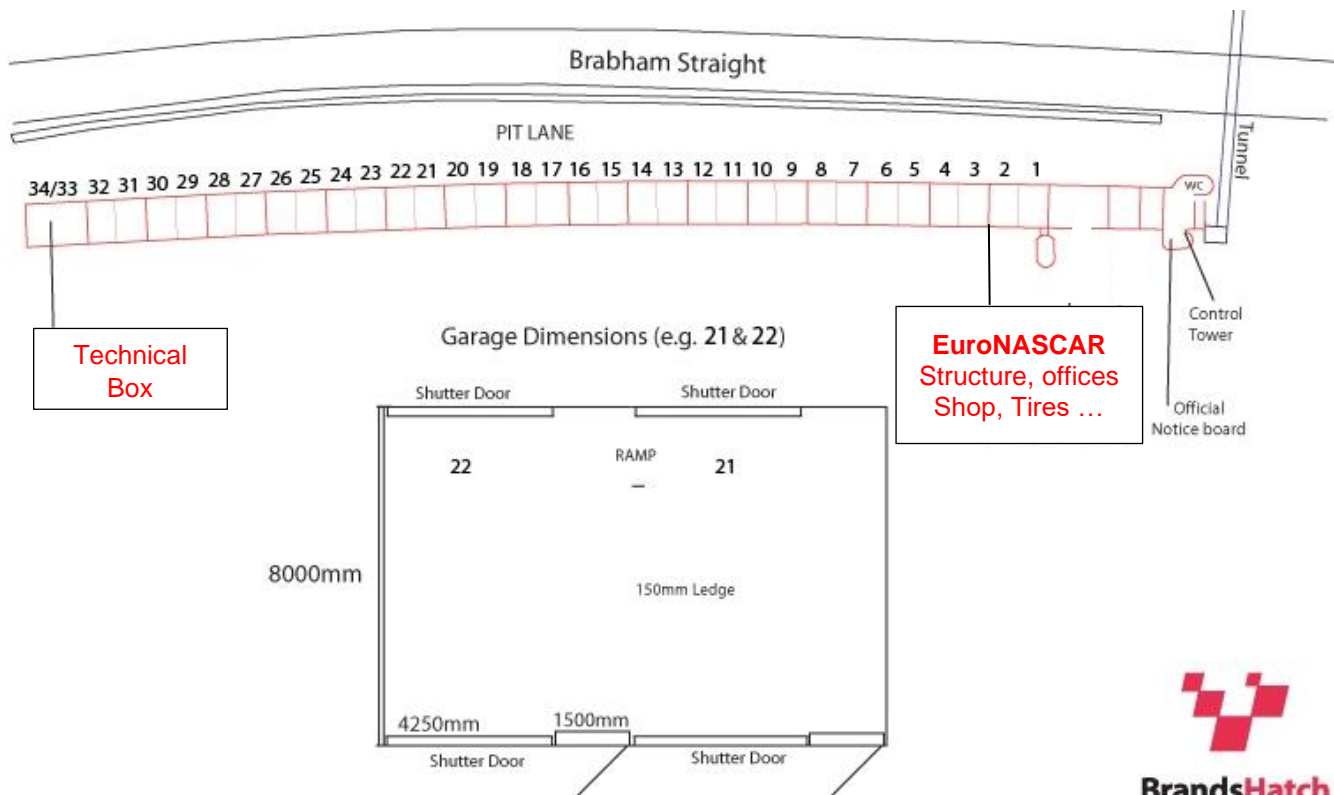 Brabham Straight
PIT LANE
Tunnel
34/33 32 31 30 29 28 27 26 25 24 23 22 21 20 19 18 17 16 15 14 13 12 11 10 9 8 7 6 5 4 3 2 1
WC
Technical
Box
EuroNASCAR
Structure, offices
Shop, Tires …
Control
Tower
Official
Notice board
Garage Dimensions (e.g. 21 & 22)
Shutter Door Shutter Door
22 RAMP 21
8000mm
150mm Ledge
4250mm 1500mm
Shutter Door Shutter Door
BrandsHatch